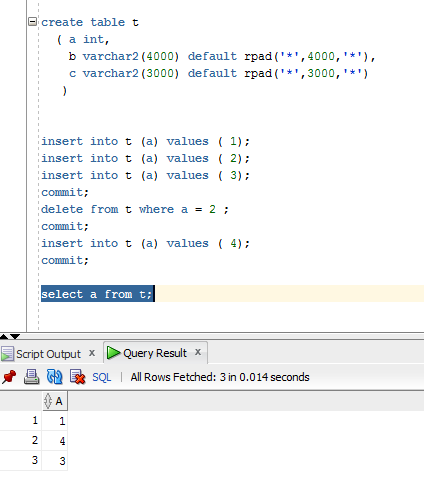 create table t
( a int,
b varchar2(4000) default rpad('*',4000,'*'),
c varchar2(3000) default rpad('*',3000,'*')
)
insert into t (a) values ( 1);
insert into t (a) values ( 2);
insert into t (a) values ( 3);
commit;
delete from t where a = 2 ;
commit;
insert into t (a) values ( 4);
commit;
select a from t;
Script Output x Query Result x
SQL | All Rows Fetched: 3 in 0.014 seconds
A
1 1
2 4
3 3